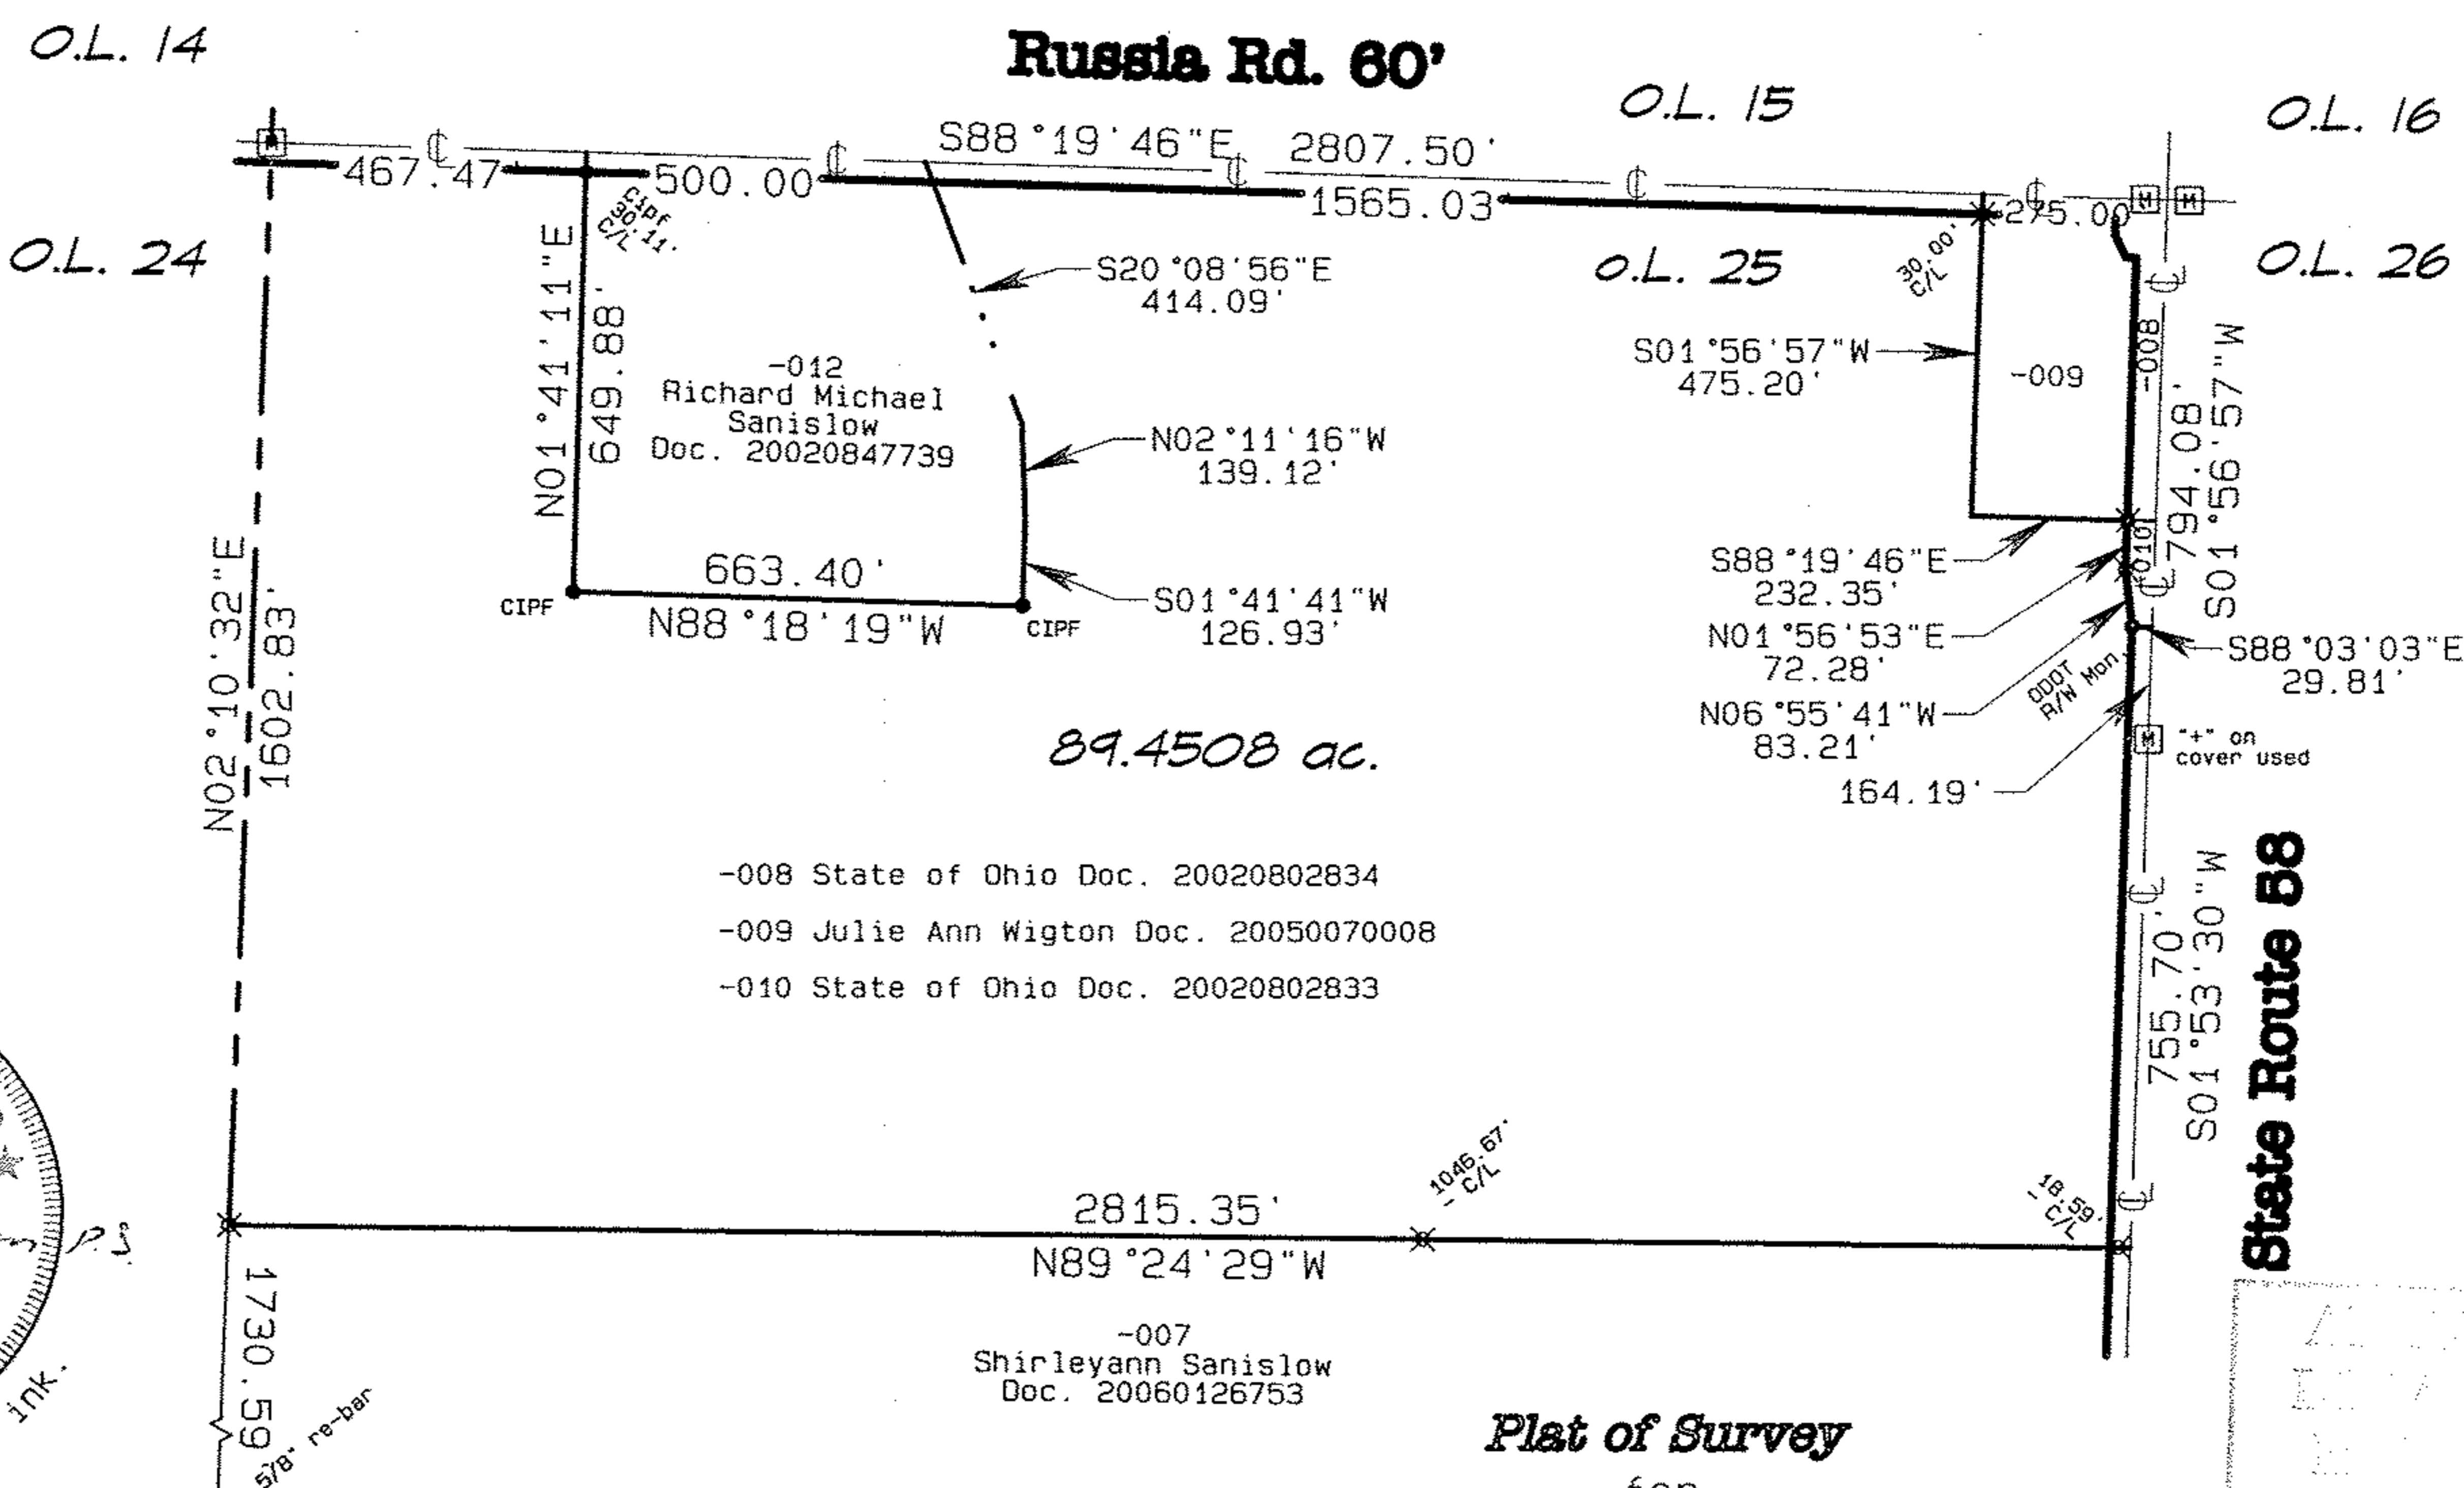 O.L. 14
Russia Rd. 60'
O.L. 15
O.L. 16
S88°19'46"E 2807.50'
467.47
500.00
1565.03
275.00
Cipf
30.11'
C/L
O.L. 24
O.L. 25
O.L. 26
30.00'
C/L
S20°08'56"E
414.09'
N01°41'11"E
649.88'
-012
Richard Michael
Sanislow
Doc. 20020847739
S01°56'57"W
475.20'
-009
-008
794.08'
S01°56'57"W
N02°11'16"W
139.12'
663.40'
N88°18'19"W
CIPF
CIPF
S01°41'41"W
126.93'
N02°10'32"E
1602.83'
S88°19'46"E
232.35'
-010
N01°56'53"E
72.28'
S88°03'03"E
29.81'
ODOT
R/W Mon.
N06°55'41"W
83.21'
164.19'
M "+" on
cover used
89.4508 ac.
-008 State of Ohio Doc. 20020802834
-009 Julie Ann Wigton Doc. 20050070008
-010 State of Ohio Doc. 20020802833
755.70'
S01°53'30"W
State Route 58
1046.67'
- C/L
-18.59'
C/L
2815.35'
N89°24'29"W
P.S.
ink.
1730.59
5/8" re-bar
-007
Shirleyann Sanislow
Doc. 20060126753
Plat of Survey
for